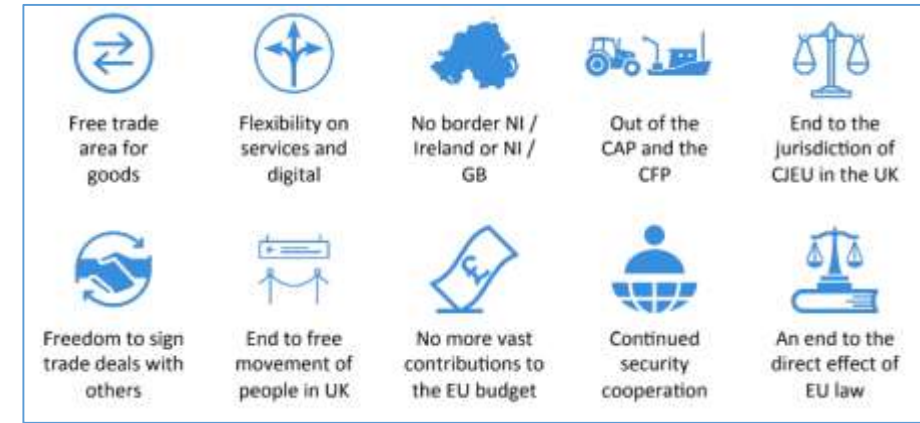 Free trade
area for
goods
Flexibility on
services and
digital
No border NI /
Ireland or NI /
GB
Out of the
CAP and the
CFP
End to the
jurisdiction of
CJEU in the UK
Freedom to sign
trade deals with
others
End to free
movement of
people in UK
£
No more vast
contributions to
the EU budget
Continued
security
cooperation
An end to the
direct effect of
EU law